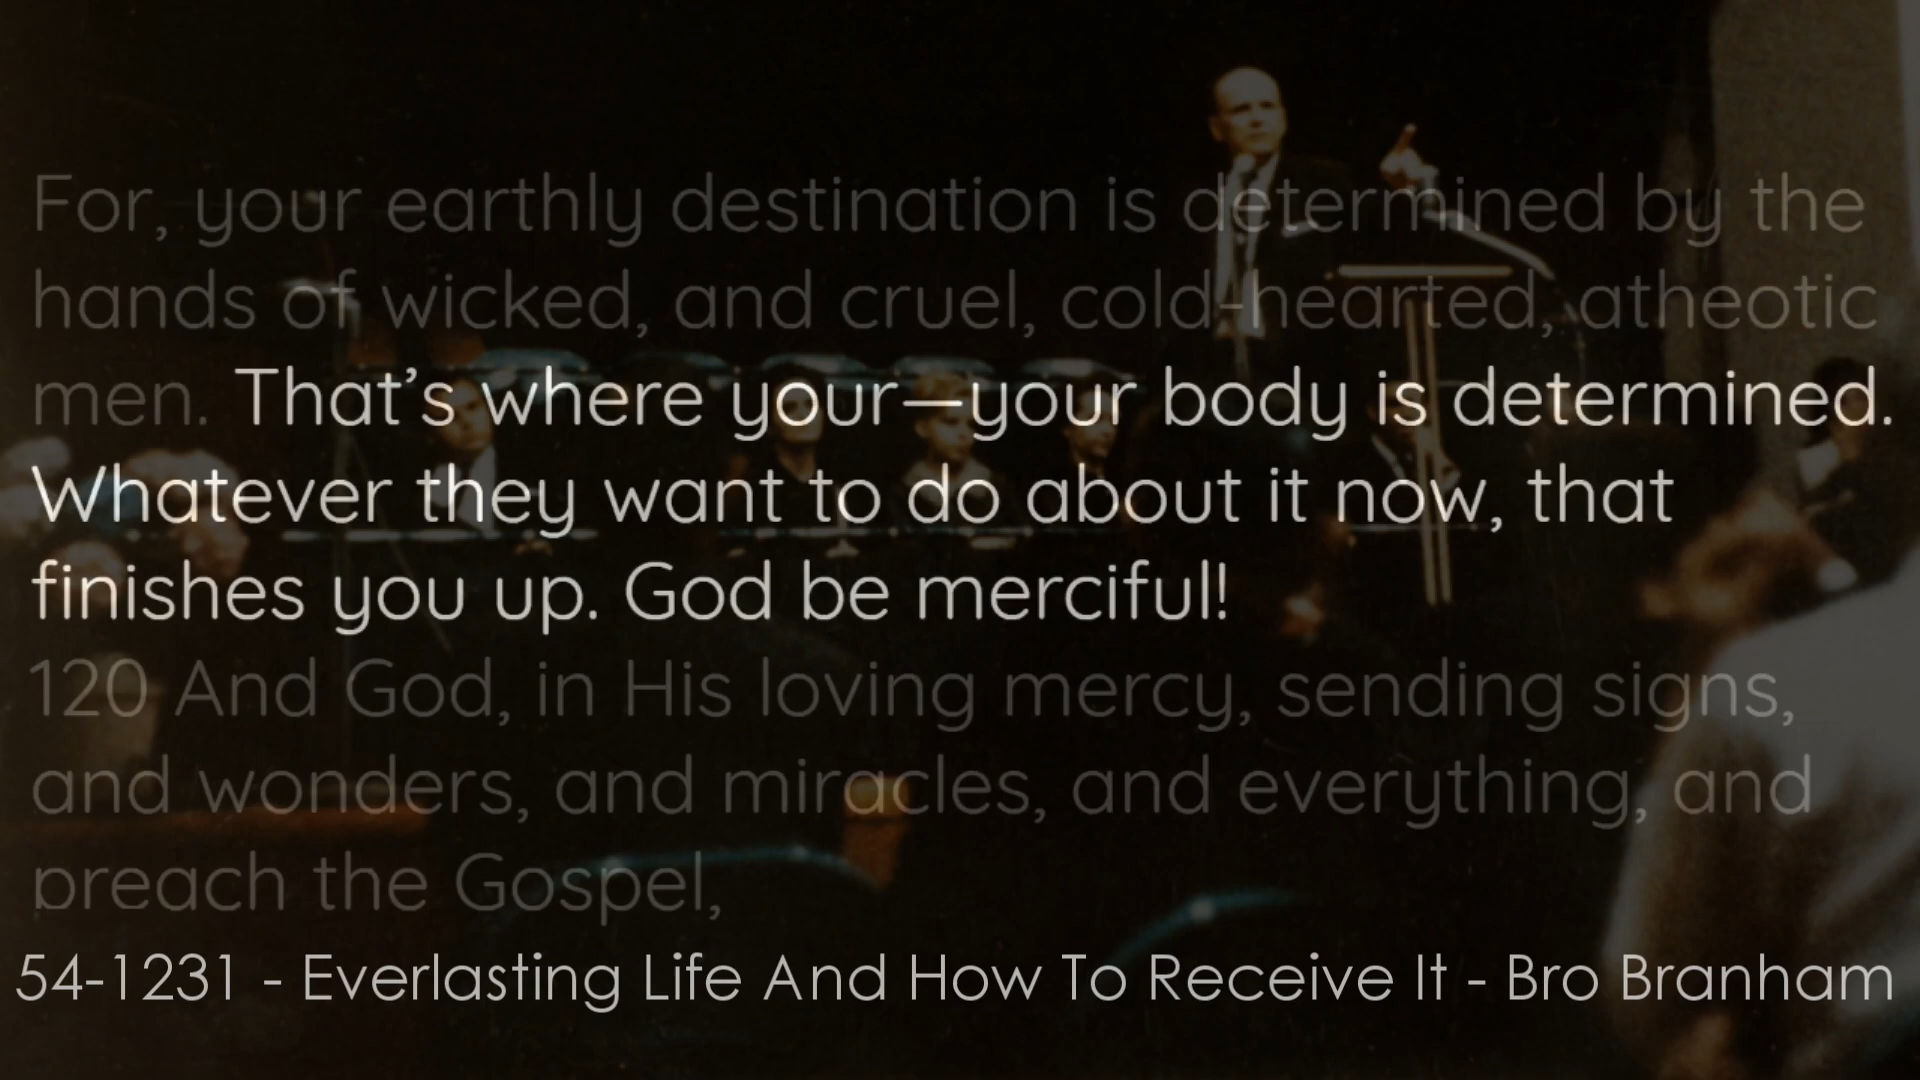 For, your earthly destination is determined by the
hands of wicked, and cruel, cold-hearted, atheotic
men. That’s where your—your body is determined.
Whatever they want to do about it now, that
finishes you up. God be merciful!
120 And God, in His loving mercy, sending signs,
and wonders, and miracles, and everything, and
preach the Gospel,
54-1231 - Everlasting Life And How To Receive It - Bro Branham